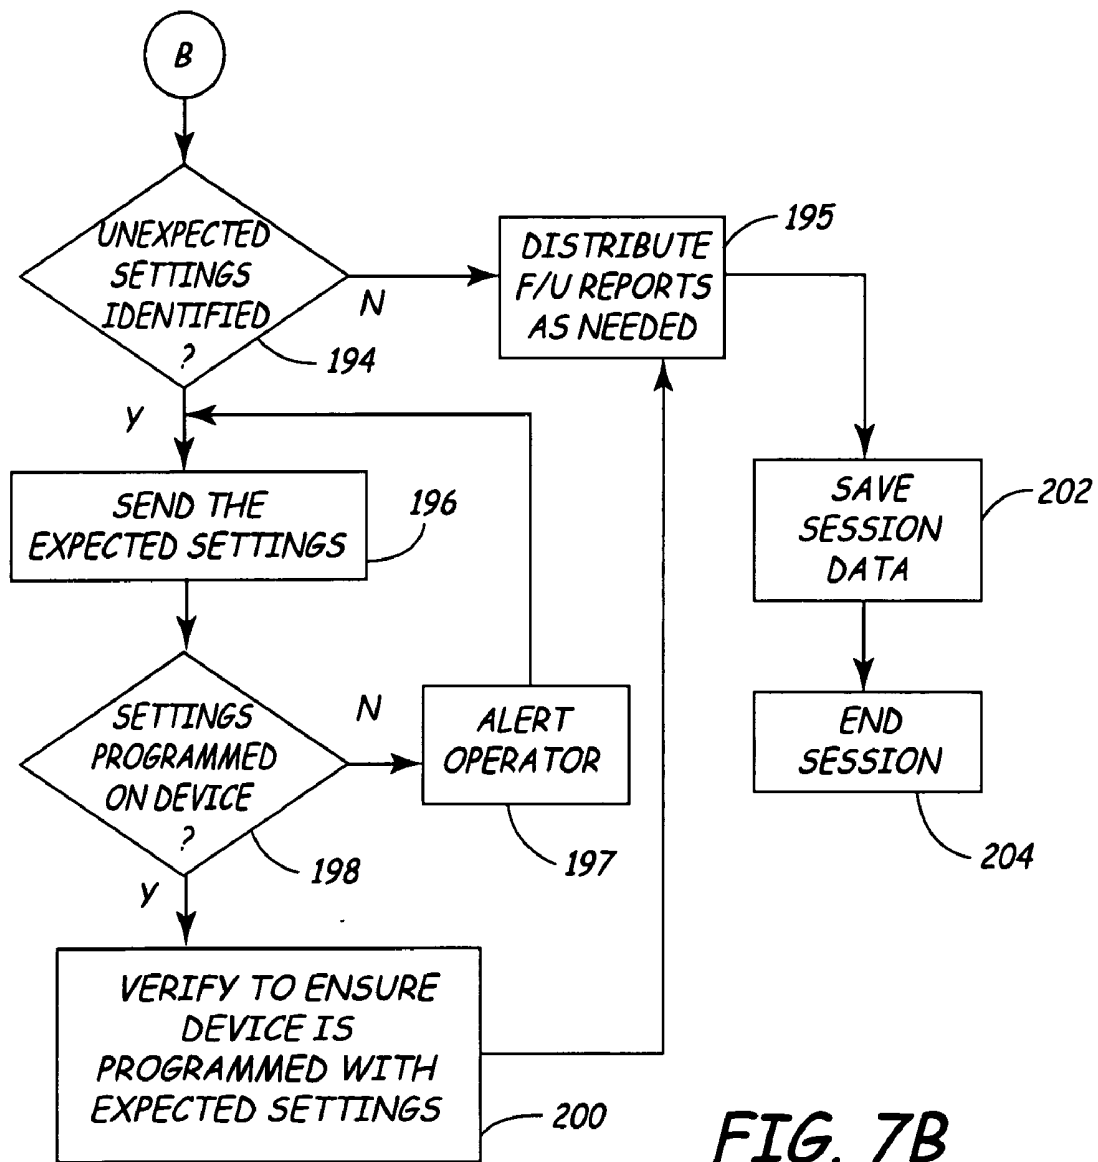 B
UNEXPECTED
SETTINGS
IDENTIFIED
?
194
N
Y
DISTRIBUTE
F/U REPORTS
AS NEEDED
195
SEND THE
EXPECTED SETTINGS
196
SAVE
SESSION
DATA
202
SETTINGS
PROGRAMMED
ON DEVICE
?
198
N
Y
ALERT
OPERATOR
197
END
SESSION
204
VERIFY TO ENSURE
DEVICE IS
PROGRAMMED WITH
EXPECTED SETTINGS
200
FIG. 7B